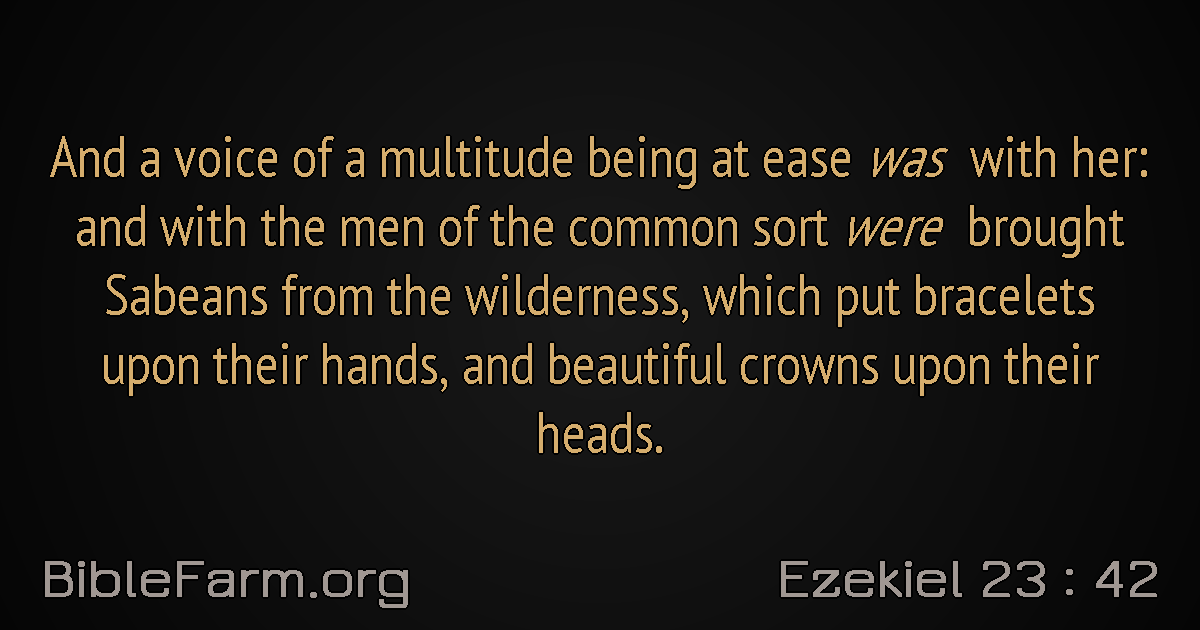 And a voice of a multitude being at ease was with her:
and with the men of the common sort were brought
Sabeans from the wilderness, which put bracelets
upon their hands, and beautiful crowns upon their
heads.
BibleFarm.org
Ezekiel 23 : 42